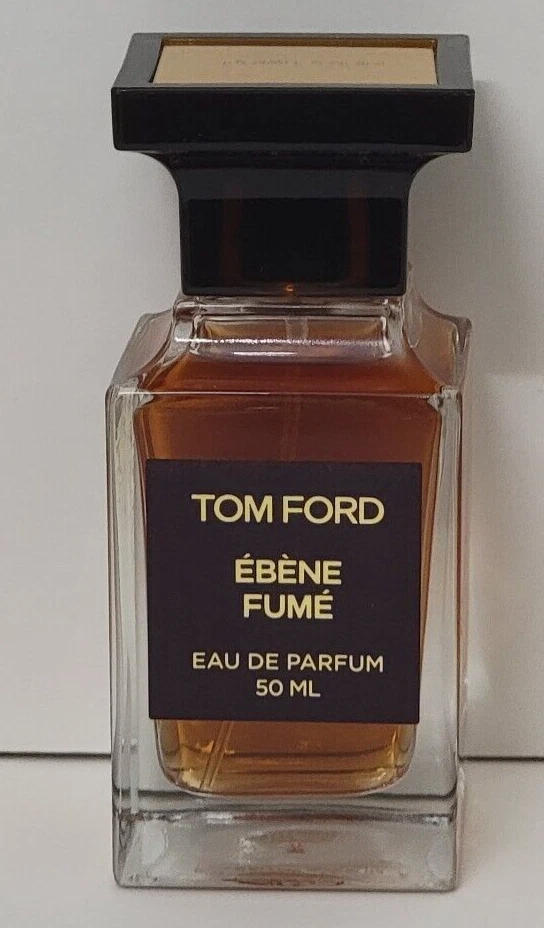 TOM FORD
ÉBÈNE
FUMÉ
EAU DE PARFUM
50 ML